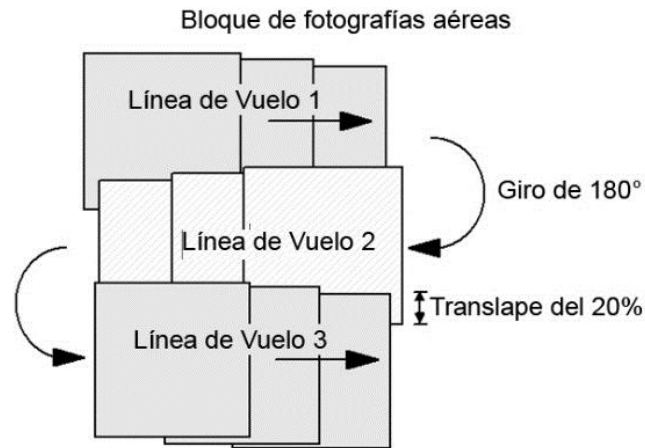 Bloque de fotografías aéreas
Línea de Vuelo 1
Giro de 180°
Línea de Vuelo 2
Translape del 20%
Línea de Vuelo 3